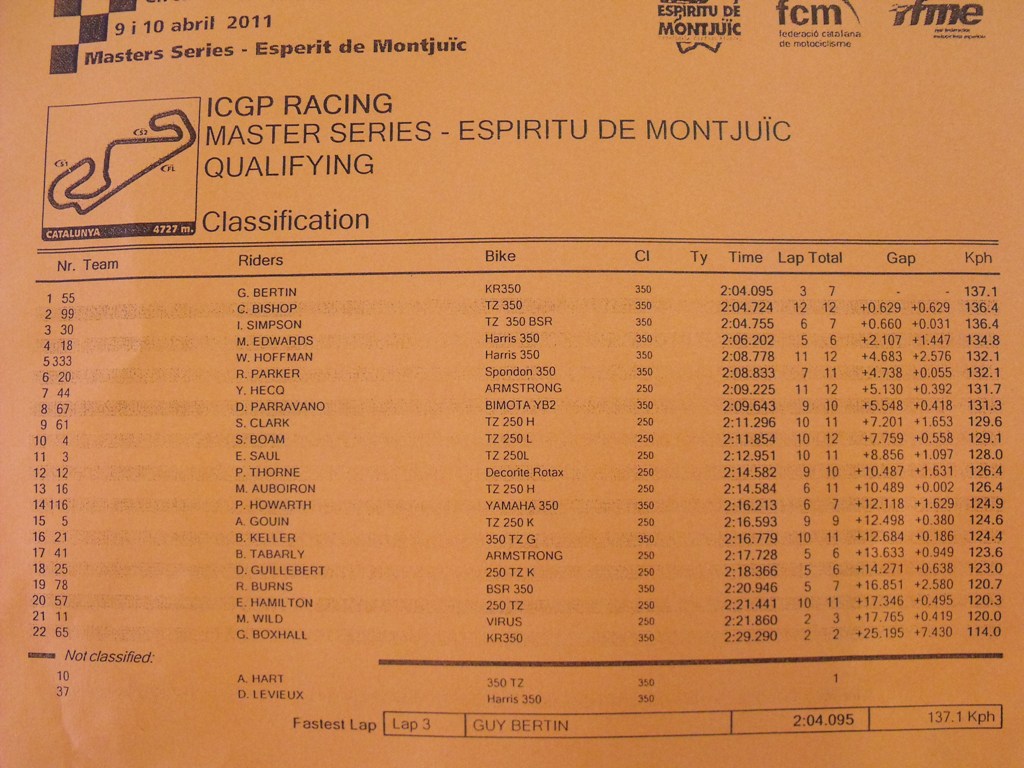 9 i 10 abril 2011
Masters Series - Esperit de Montjuïc
ESPÍRITU DE
MONTJUÏC
fcm
federació catalana
de motociclisme
rfme
ICGP RACING
MASTER SERIES - ESPIRITU DE MONTJUÏC
QUALIFYING
CS2
CS1
CFL
CATALUNYA 4727 m.
Classification
Nr. Team Riders Bike Cl Ty Time Lap Total Gap Kph
1 55 G. BERTIN KR350 350 2:04.095 3 7 - - 137.1
2 99 C. BISHOP TZ 350 350 2:04.724 12 12 +0.629 +0.629 136.4
3 30 I. SIMPSON TZ 350 BSR 350 2:04.755 6 7 +0.660 +0.031 136.4
4 M. EDWARDS Harris 350 350 2:06.202 5 6 +2.107 +1.447 134.8
5 333 W. HOFFMAN Harris 350 350 2:08.778 11 12 +4.683 +2.576 132.1
6 20 R. PARKER Spondon 350 350 2:08.833 7 11 +4.738 +0.055 132.1
7 44 Y. HECQ ARMSTRONG 250 2:09.225 11 12 +5.130 +0.392 131.7
8 67 D. PARRAVANO BIMOTA YB2 350 2:09.643 9 10 +5.548 +0.418 131.3
9 61 S. CLARK TZ 250 H 250 2:11.296 10 11 +7.201 +1.653 129.6
10 4 S. BOAM TZ 250 L 250 2:11.854 10 12 +7.759 +0.558 129.1
11 3 E. SAUL TZ 250L 250 2:12.951 10 11 +8.856 +1.097 128.0
12 12 P. THORNE Decorite Rotax 250 2:14.582 9 10 +10.487 +1.631 126.4
13 16 M. AUBOIRON TZ 250 H 250 2:14.584 6 11 +10.489 +0.002 126.4
14 116 P. HOWARTH YAMAHA 350 350 2:16.213 6 7 +12.118 +1.629 124.9
15 5 A. GOUIN TZ 250 K 250 2:16.593 9 9 +12.498 +0.380 124.6
16 21 B. KELLER 350 TZ G 350 2:16.779 10 11 +12.684 +0.186 124.4
17 41 B. TABARLY ARMSTRONG 250 2:17.728 5 6 +13.633 +0.949 123.6
18 25 D. GUILLEBERT 250 TZ K 250 2:18.366 5 6 +14.271 +0.638 123.0
19 78 R. BURNS BSR 350 350 2:20.946 5 7 +16.851 +2.580 120.7
20 57 E. HAMILTON 250 TZ 250 2:21.441 10 11 +17.346 +0.495 120.3
21 11 M. WILD VIRUS 250 2:21.860 2 3 +17.765 +0.419 120.0
22 65 G. BOXHALL KR350 350 2:29.290 2 2 +25.195 +7.430 114.0
Not classified:
10 A. HART 350 TZ 350 1
37 D. LEVIEUX Harris 350 350
Fastest Lap Lap 3 GUY BERTIN 2:04.095 137.1 Kph